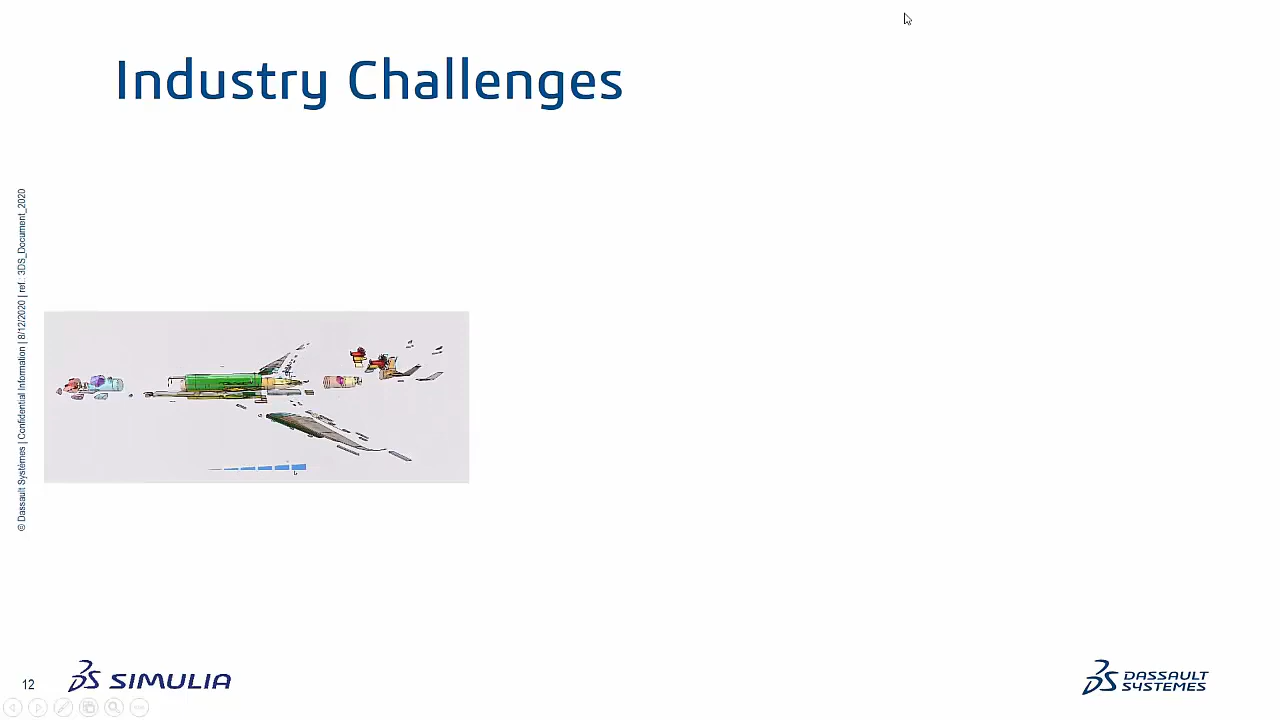 Industry Challenges
© Dassault Systèmes | Confidential Information | 8/12/2020 | ref.: 3DS_Document_2020
12
3DS SIMULIA
3DS DASSAULT
SYSTEMES